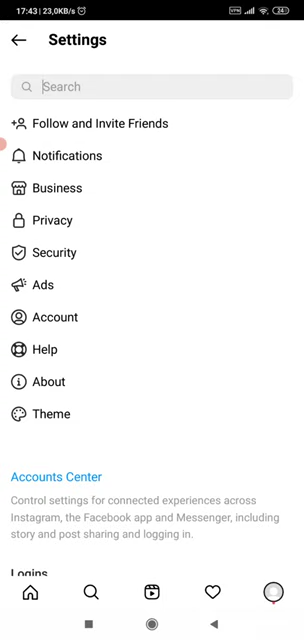 17:43 | 23,0KB/s
VPN
24
Settings
Search
Follow and Invite Friends
Notifications
Business
Privacy
Security
Ads
Account
Help
About
Theme
Accounts Center
Control settings for connected experiences across
Instagram, the Facebook app and Messenger, including
story and post sharing and logging in.
Logins